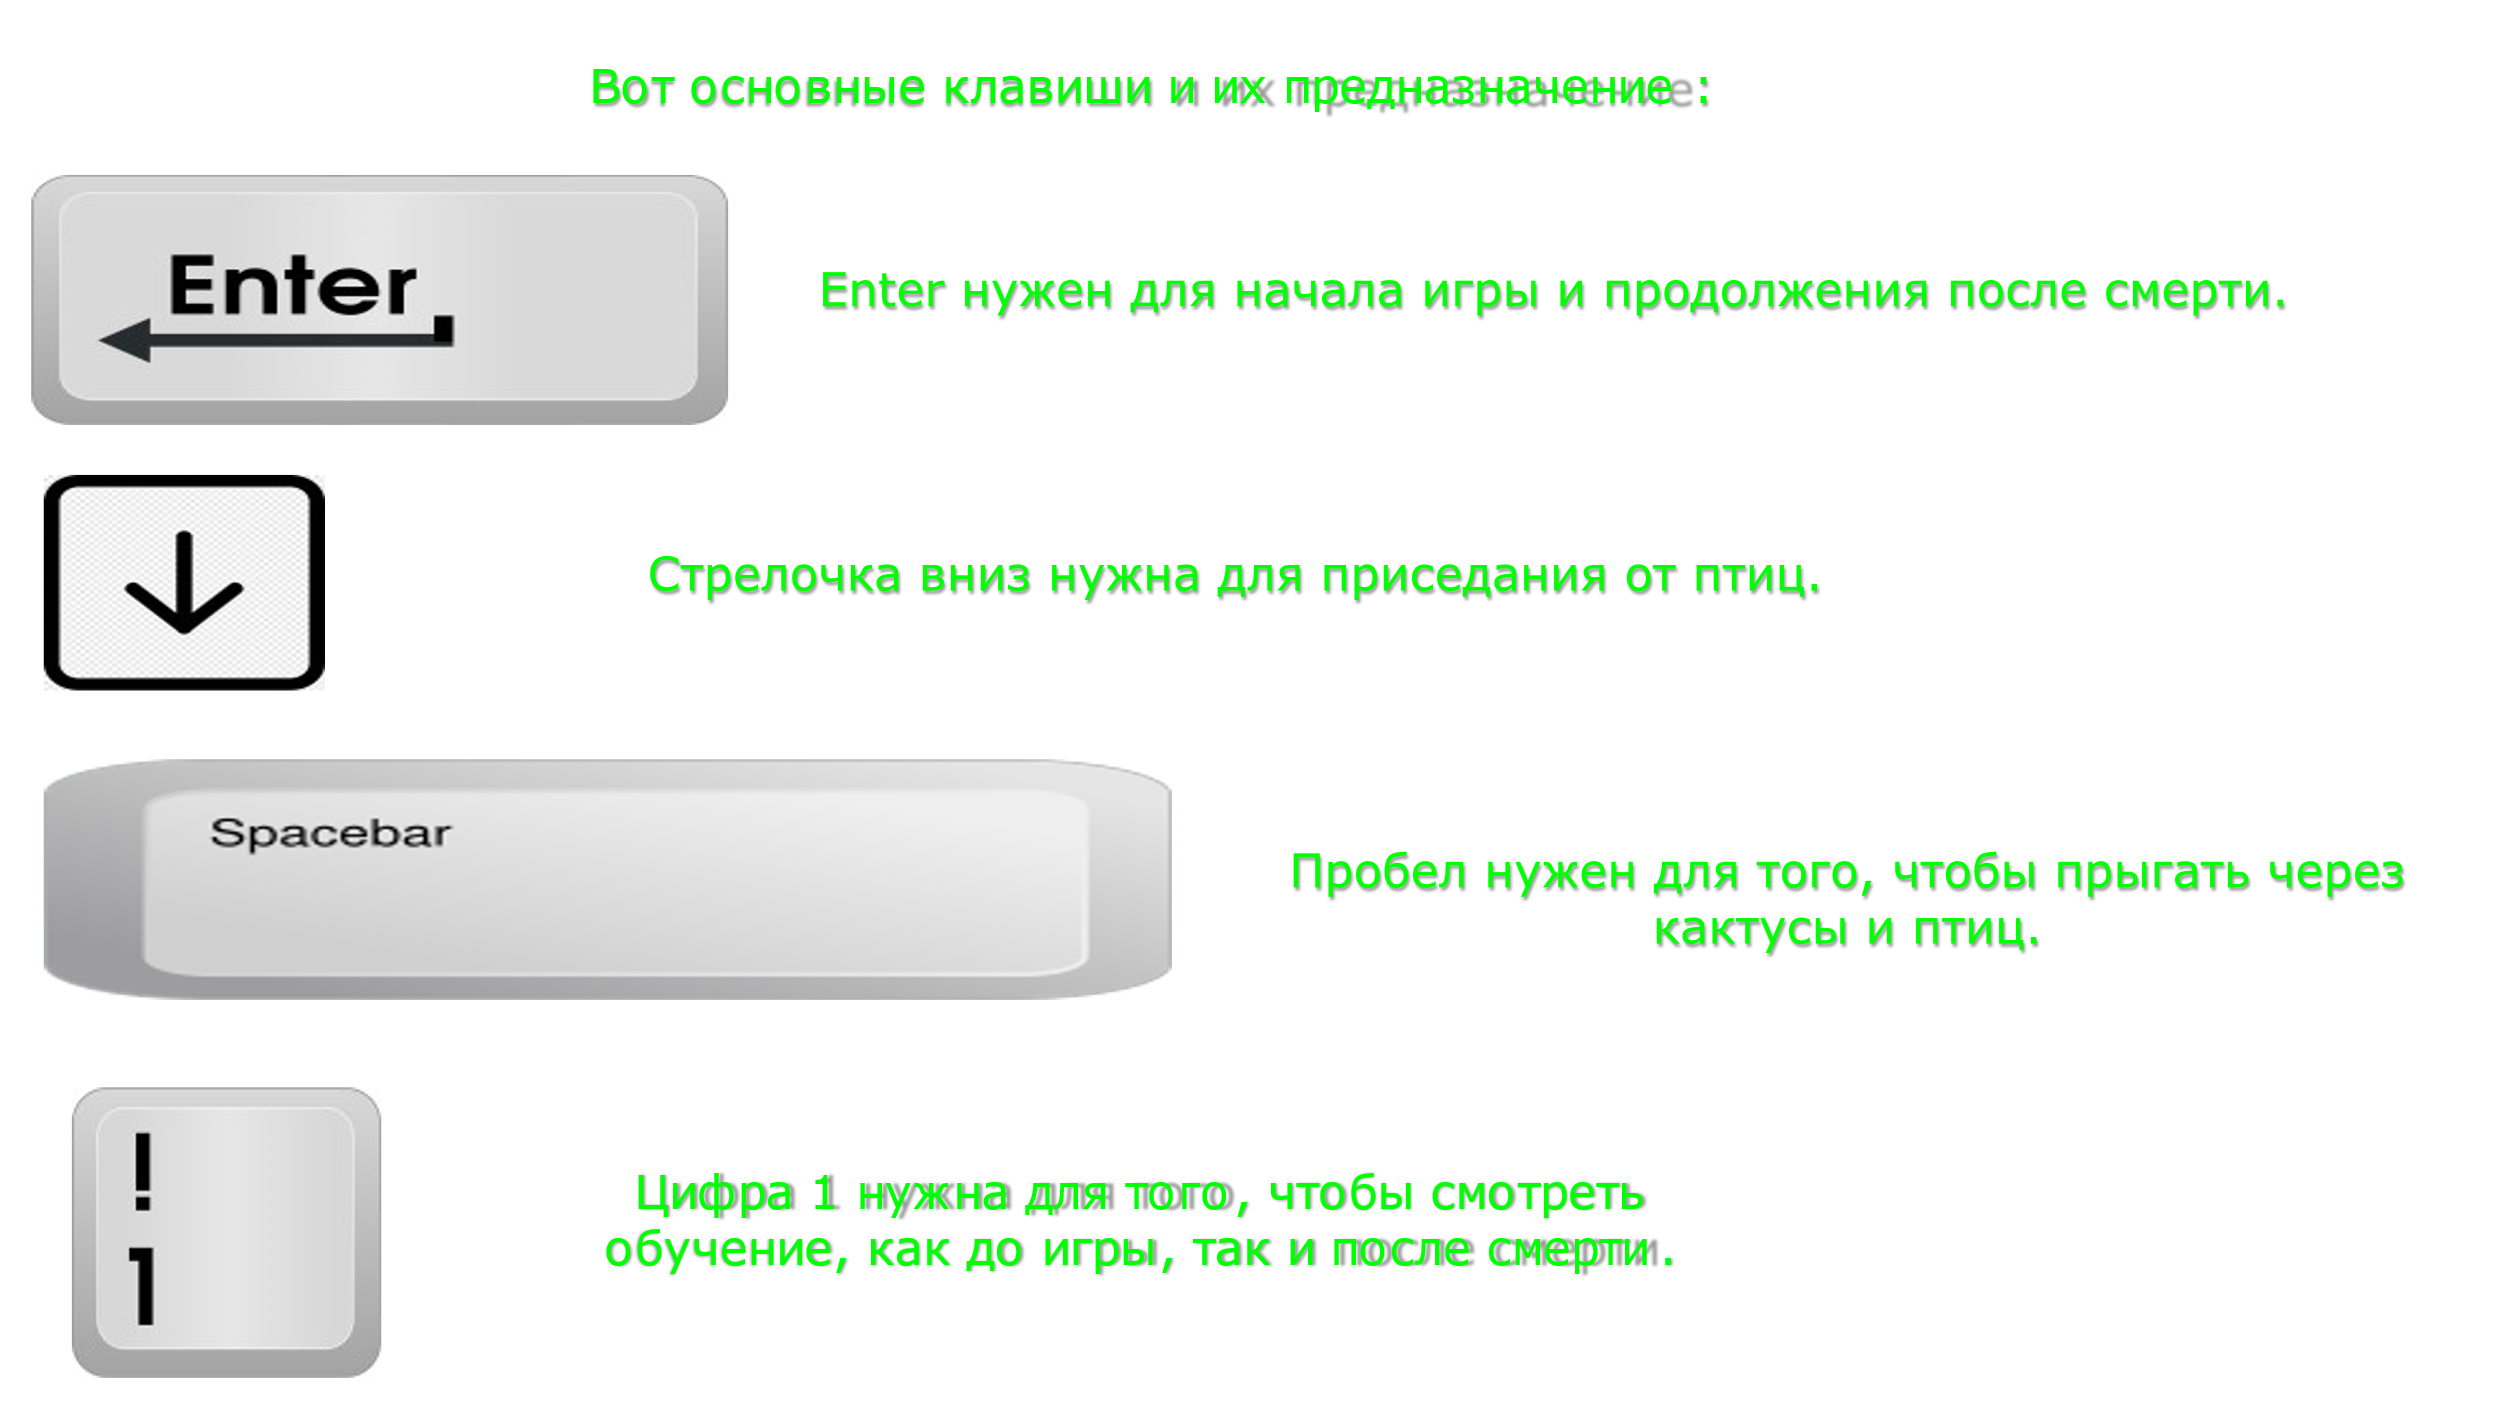 Вот основные клавиши и их предназначение :
Enter
Enter нужен для начала игры и продолжения после смерти.
Стрелочка вниз нужна для приседания от птиц.
Spacebar
Пробел нужен для того, чтобы прыгать через
кактусы и птиц.
!
1
Цифра 1 нужна для того, чтобы смотреть
обучение, как до игры, так и после смерти.